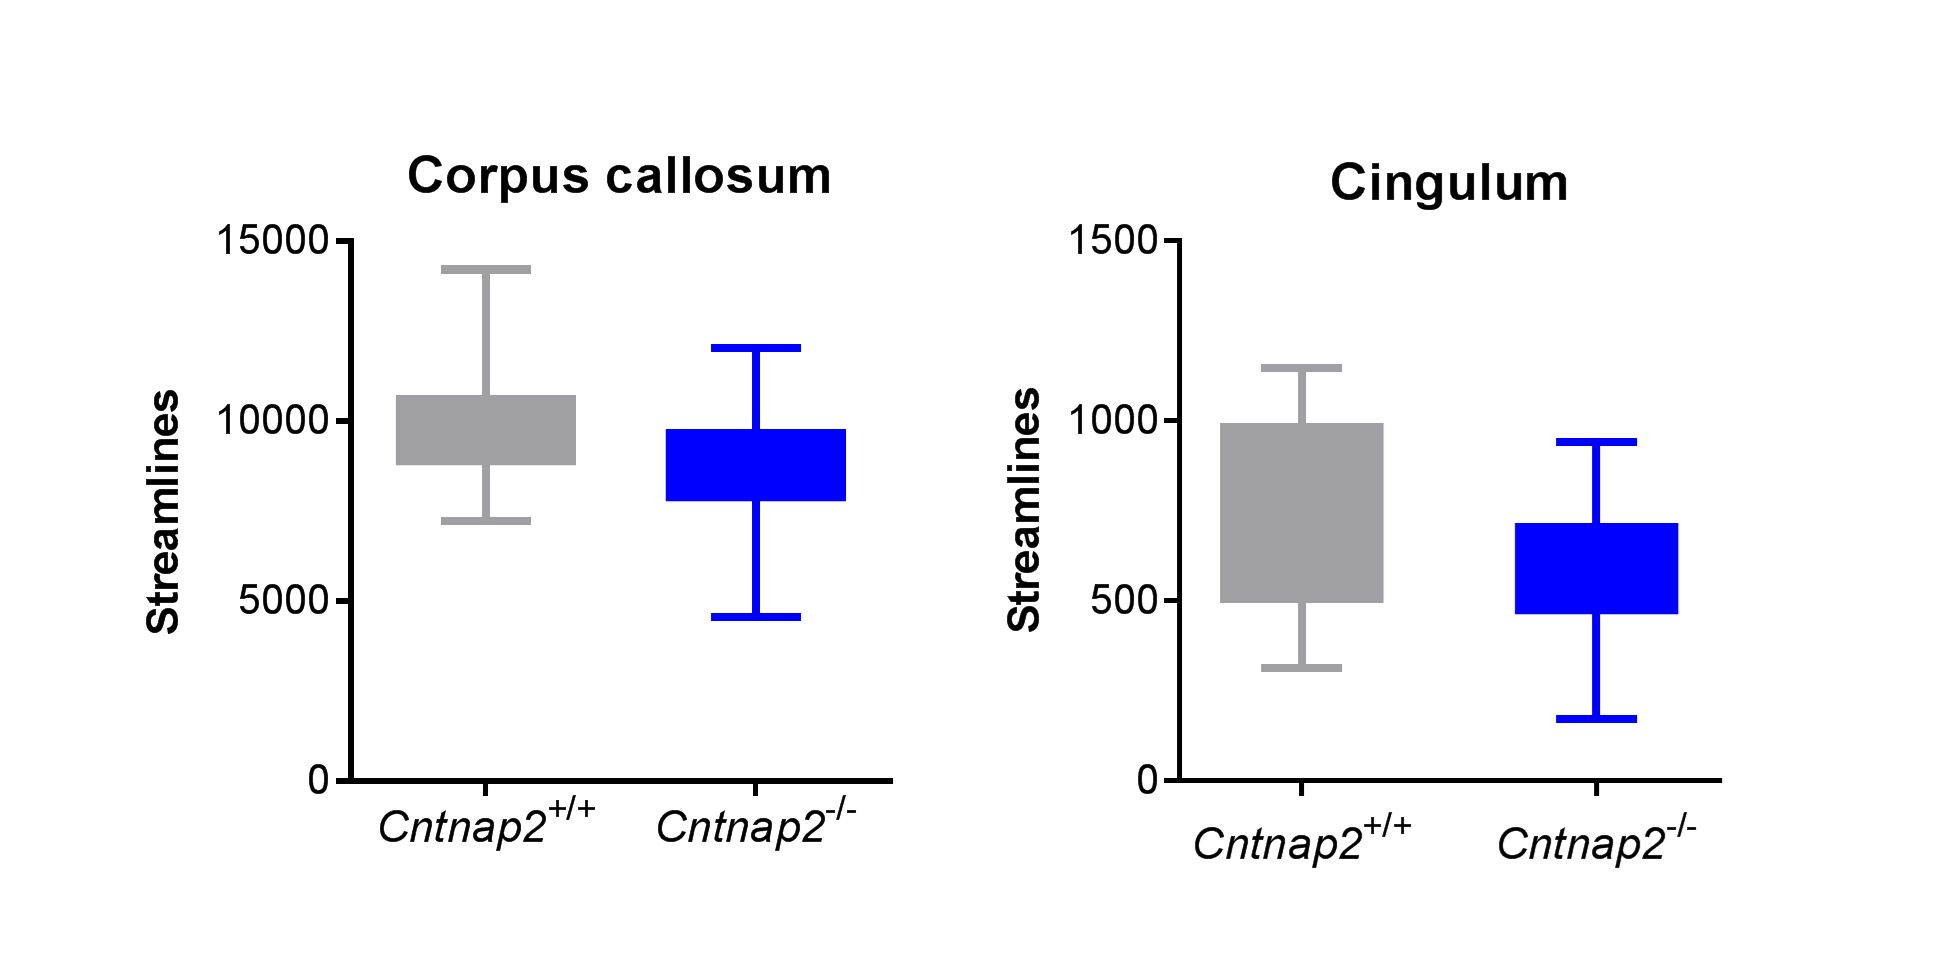 Corpus callosum
15000
10000
5000
0
Streamlines
Cntnap2+/+
Cntnap2-/-
Cingulum
1500
1000
500
0
Streamlines
Cntnap2+/+
Cntnap2-/-